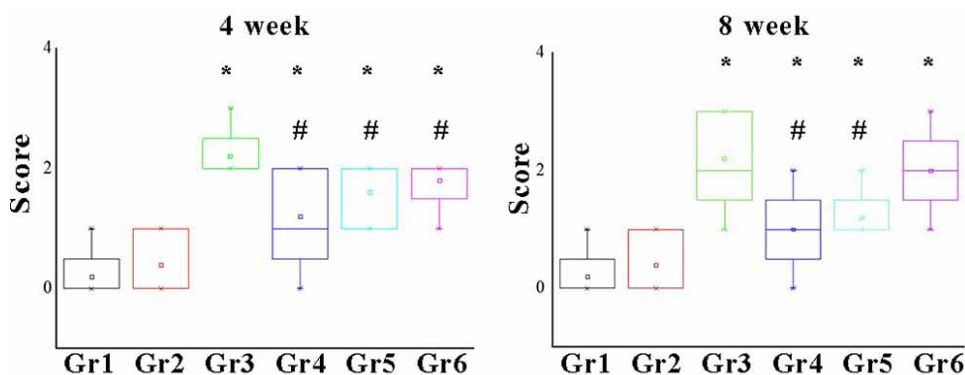 4 week
4
* * * *
# # #
2
Score
0
Gr1 Gr2 Gr3 Gr4 Gr5 Gr6
8 week
4
* * * *
# #
2
Score
0
Gr1 Gr2 Gr3 Gr4 Gr5 Gr6